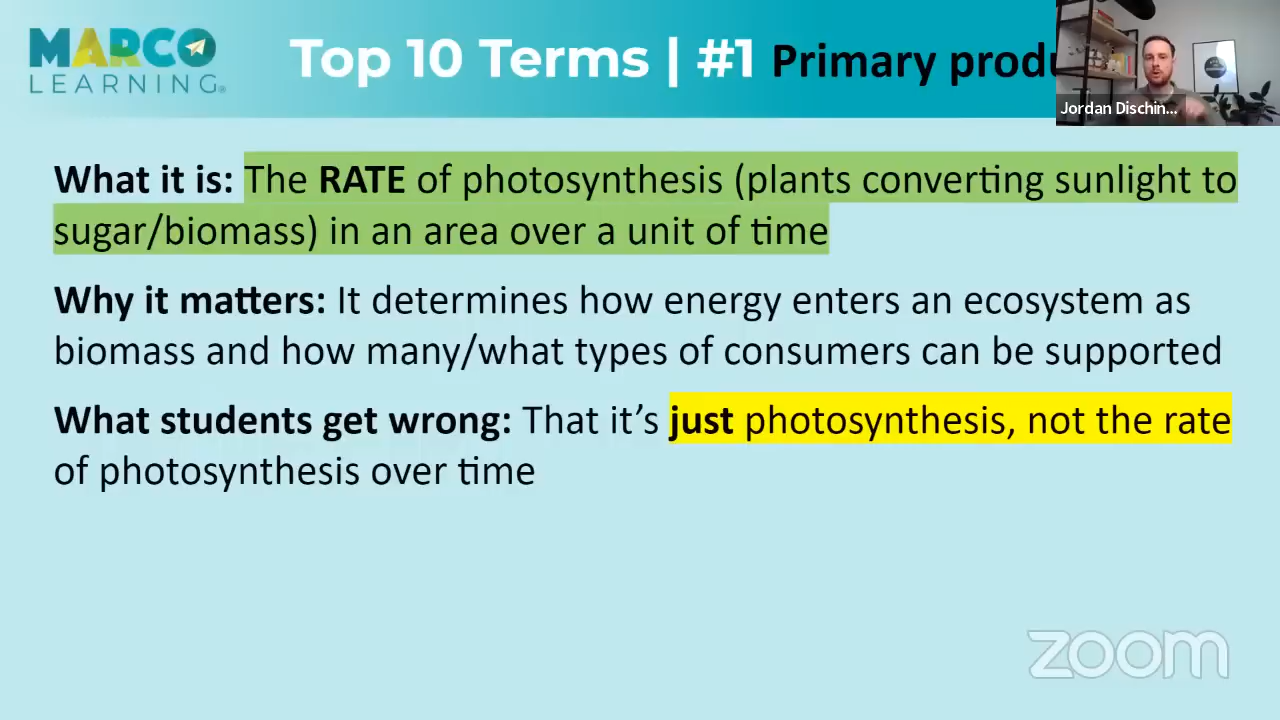 MARCO
LEARNING®
Top 10 Terms | #1 Primary produ
Jordan Dischin...
What it is: The RATE of photosynthesis (plants converting sunlight to
sugar/biomass) in an area over a unit of time
Why it matters: It determines how energy enters an ecosystem as
biomass and how many/what types of consumers can be supported
What students get wrong: That it’s just photosynthesis, not the rate
of photosynthesis over time
zoom